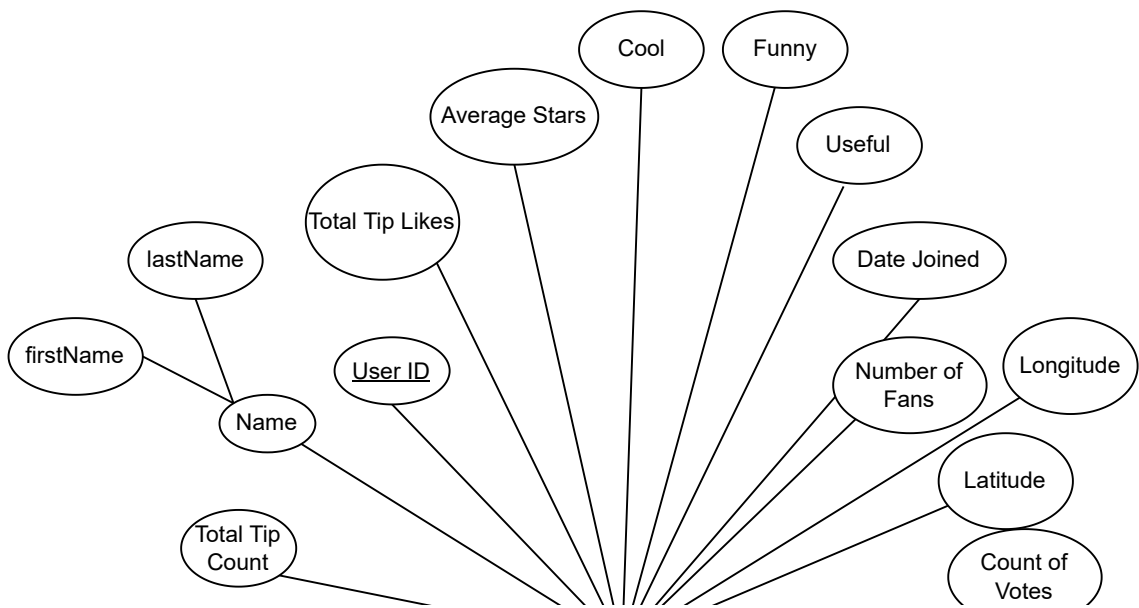 Cool
Funny
Average Stars
Useful
Total Tip Likes
lastName
Date Joined
firstName
User ID
Number of
Fans
Longitude
Name
Latitude
Total Tip
Count
Count of
Votes